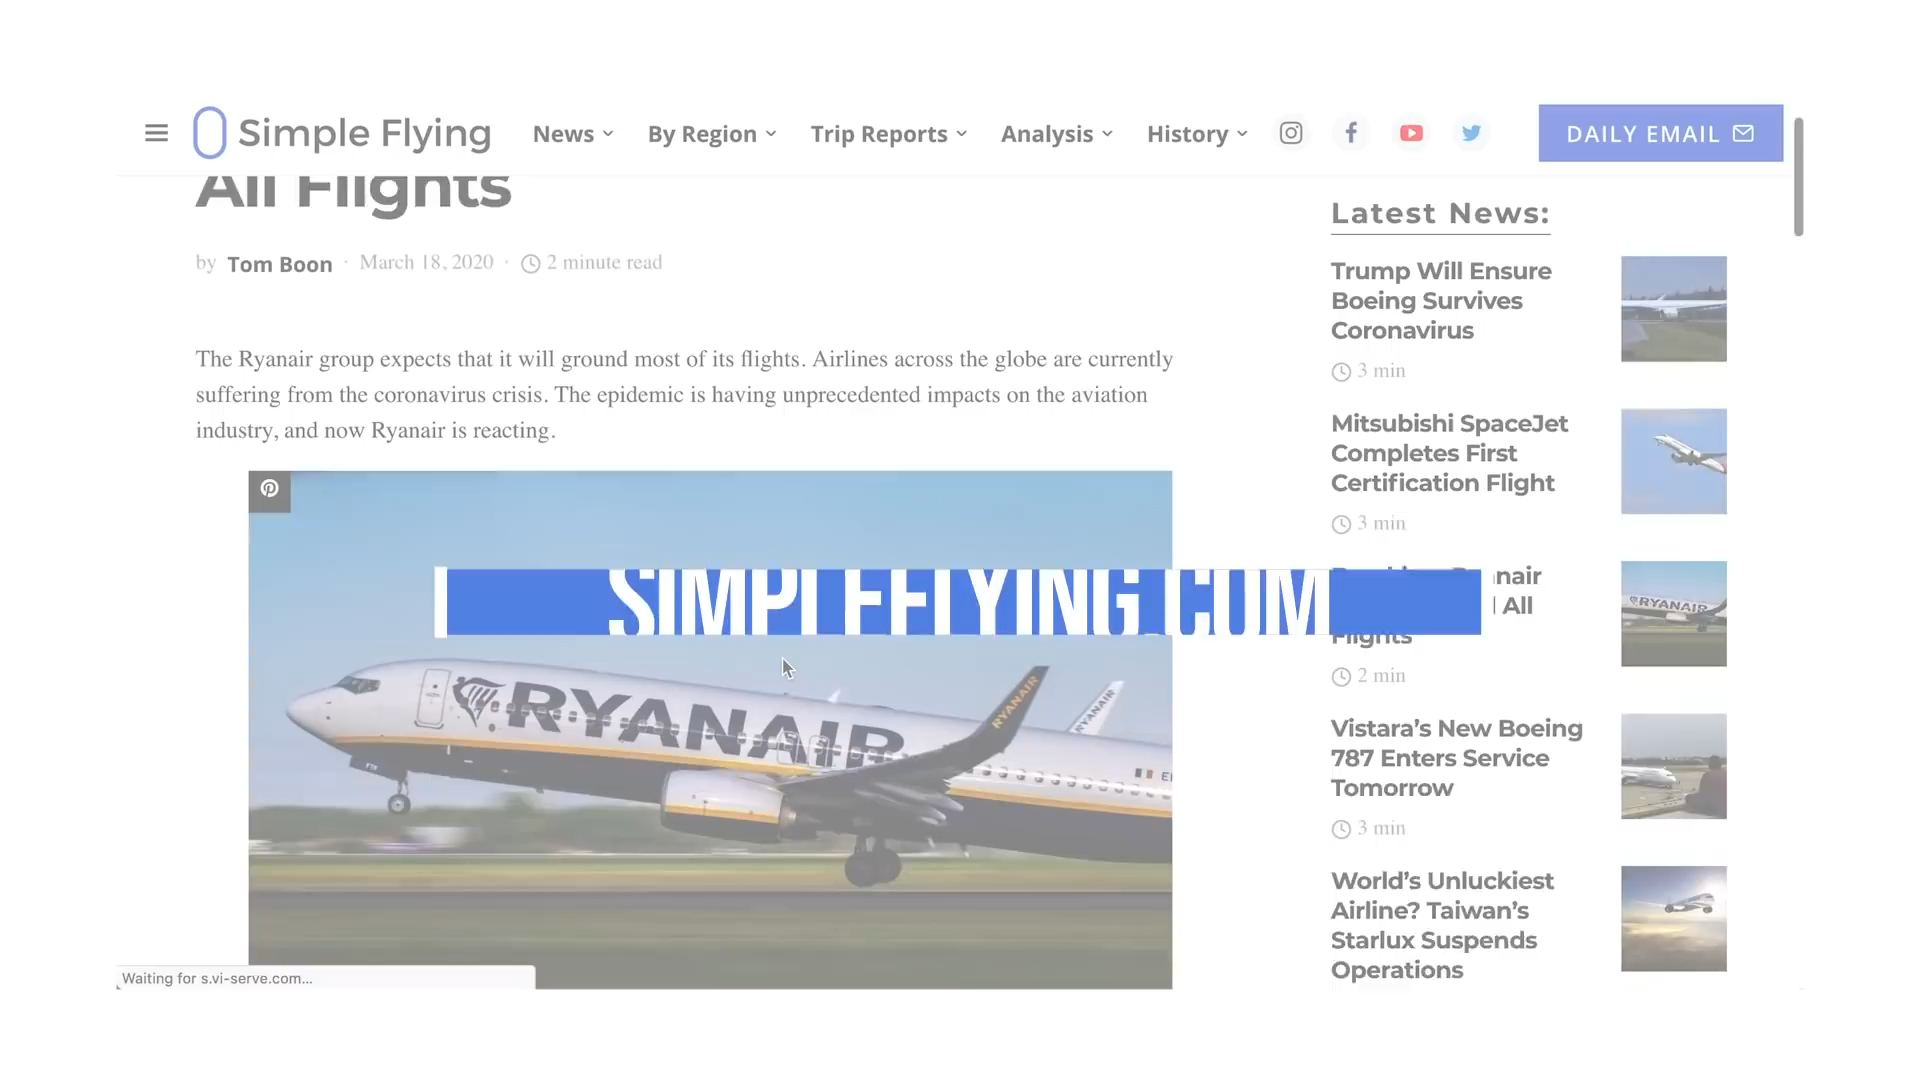 Simple Flying
News
By Region
Trip Reports
Analysis
History
DAILY EMAIL
All Flights
by Tom Boon · March 18, 2020 · 2 minute read
The Ryanair group expects that it will ground most of its flights. Airlines across the globe are currently
suffering from the coronavirus crisis. The epidemic is having unprecedented impacts on the aviation
industry, and now Ryanair is reacting.
SIMPLEFLYING.COM
RYANAIR
RYANAIR
RYANAIR
EI
Waiting for s.vi-serve.com...
Latest News:
Trump Will Ensure
Boeing Survives
Coronavirus
3 min
Mitsubishi SpaceJet
Completes First
Certification Flight
3 min
nair
All
Flights
2 min
RYANAIR
Vistara's New Boeing
787 Enters Service
Tomorrow
3 min
World's Unluckiest
Airline? Taiwan's
Starlux Suspends
Operations